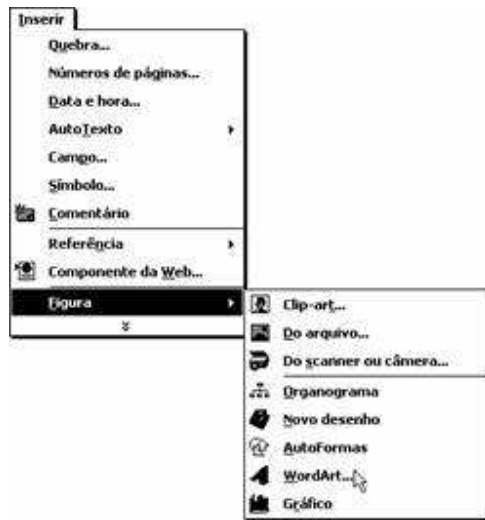 Inserir
Quebra...
Números de páginas...
Data e hora...
AutoTexto
Campo...
Símbolo...
Comentário
Referência
Componente da Web...
Figura
Clip-art...
Do arquivo...
Do scanner ou câmera...
Organograma
Novo desenho
AutoFormas
WordArt...
Gráfico